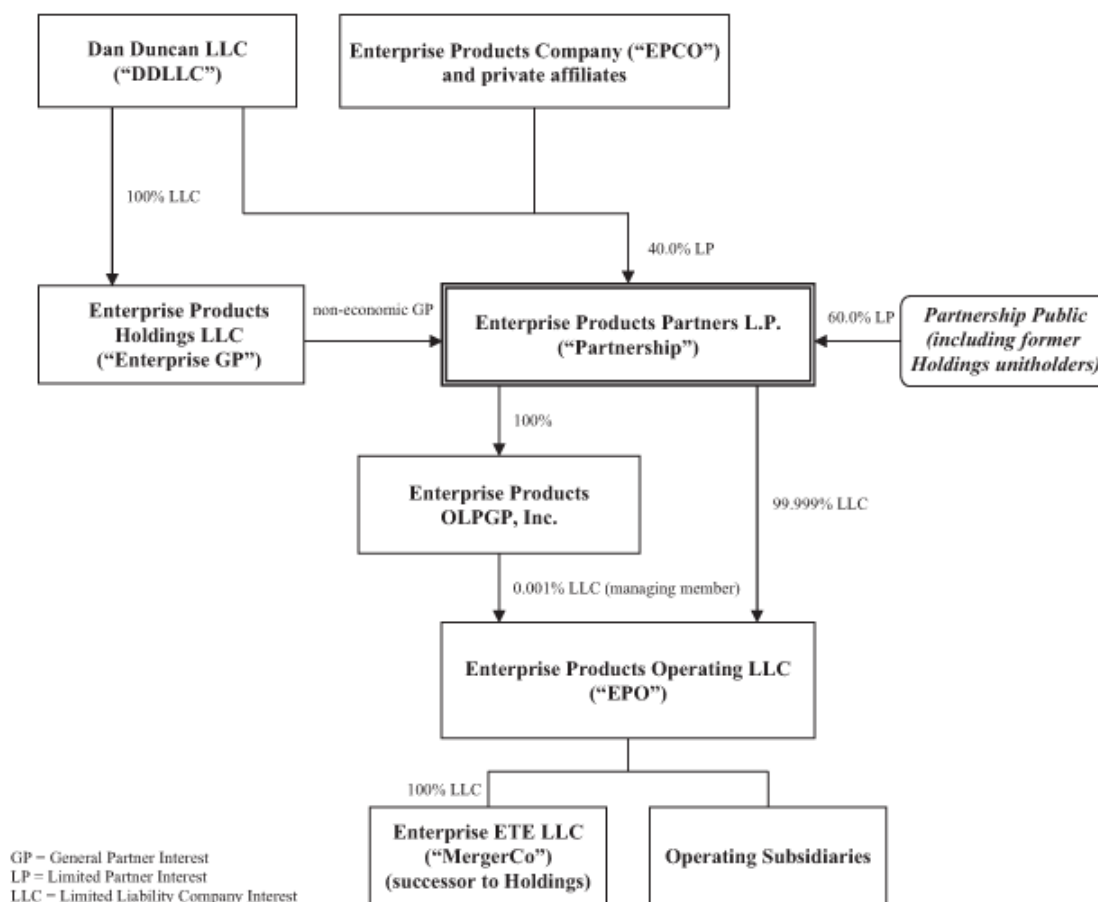 Dan Duncan LLC
(“DDLLC”)
Enterprise Products Company (“EPCO”)
and private affiliates
100% LLC
40.0% LP
Enterprise Products
Holdings LLC
(“Enterprise GP”)
non-economic GP
Enterprise Products Partners L.P.
(“Partnership”)
60.0% LP
Partnership Public
(including former
Holdings unitholders)
100%
Enterprise Products
OLPGP, Inc.
99.999% LLC
0.001% LLC (managing member)
Enterprise Products Operating LLC
(“EPO”)
100% LLC
Enterprise ETE LLC
(“MergerCo”)
(successor to Holdings)
Operating Subsidiaries
GP = General Partner Interest
LP = Limited Partner Interest
LLC = Limited Liability Company Interest